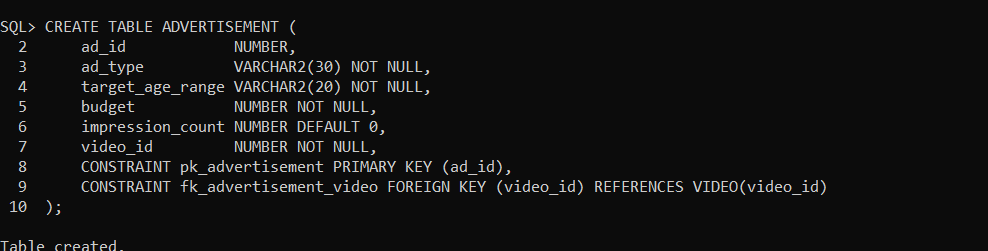 SQL> CREATE TABLE ADVERTISEMENT (
  2      ad_id            NUMBER,
  3      ad_type          VARCHAR2(30) NOT NULL,
  4      target_age_range VARCHAR2(20) NOT NULL,
  5      budget           NUMBER NOT NULL,
  6      impression_count NUMBER DEFAULT 0,
  7      video_id         NUMBER NOT NULL,
  8      CONSTRAINT pk_advertisement PRIMARY KEY (ad_id),
  9      CONSTRAINT fk_advertisement_video FOREIGN KEY (video_id) REFERENCES VIDEO(video_id)
 10  );
Table created.